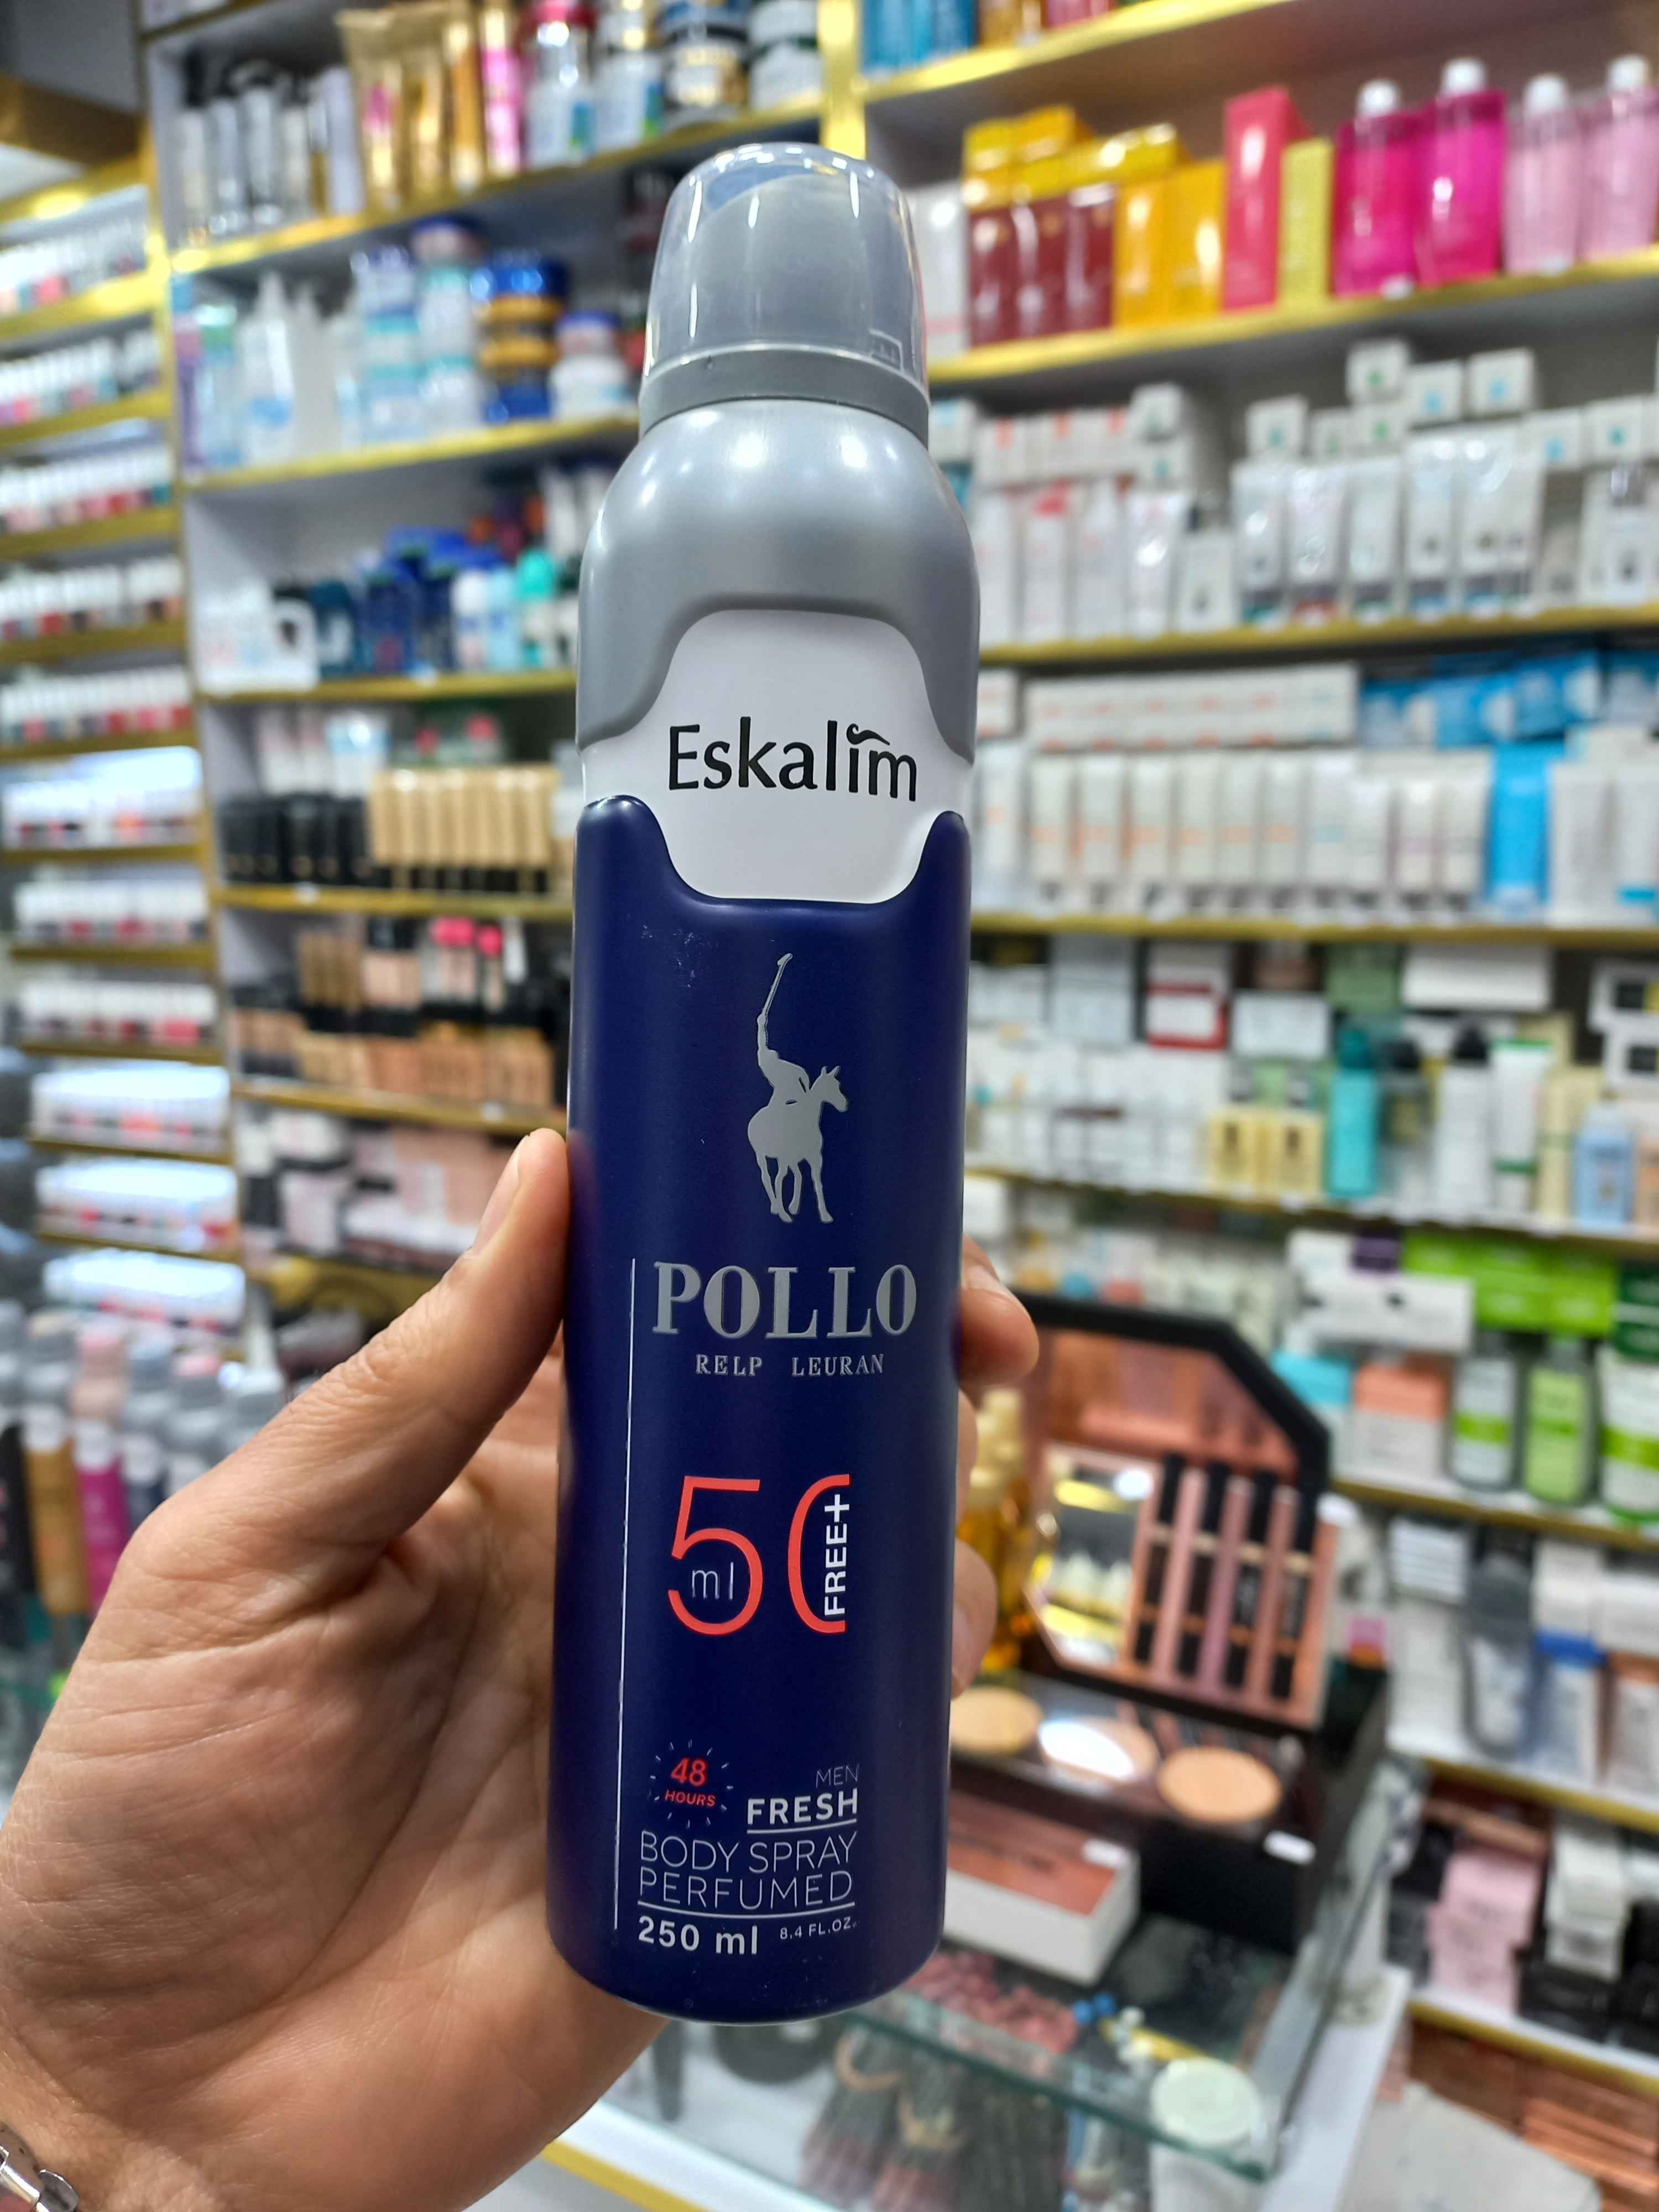 Eskalim
POLLO
RELP LEURAN
50
ml
FREE+
48
HOURS
MEN
FRESH
BODY SPRAY
PERFUMED
250 ml 8.4 FL.OZ.